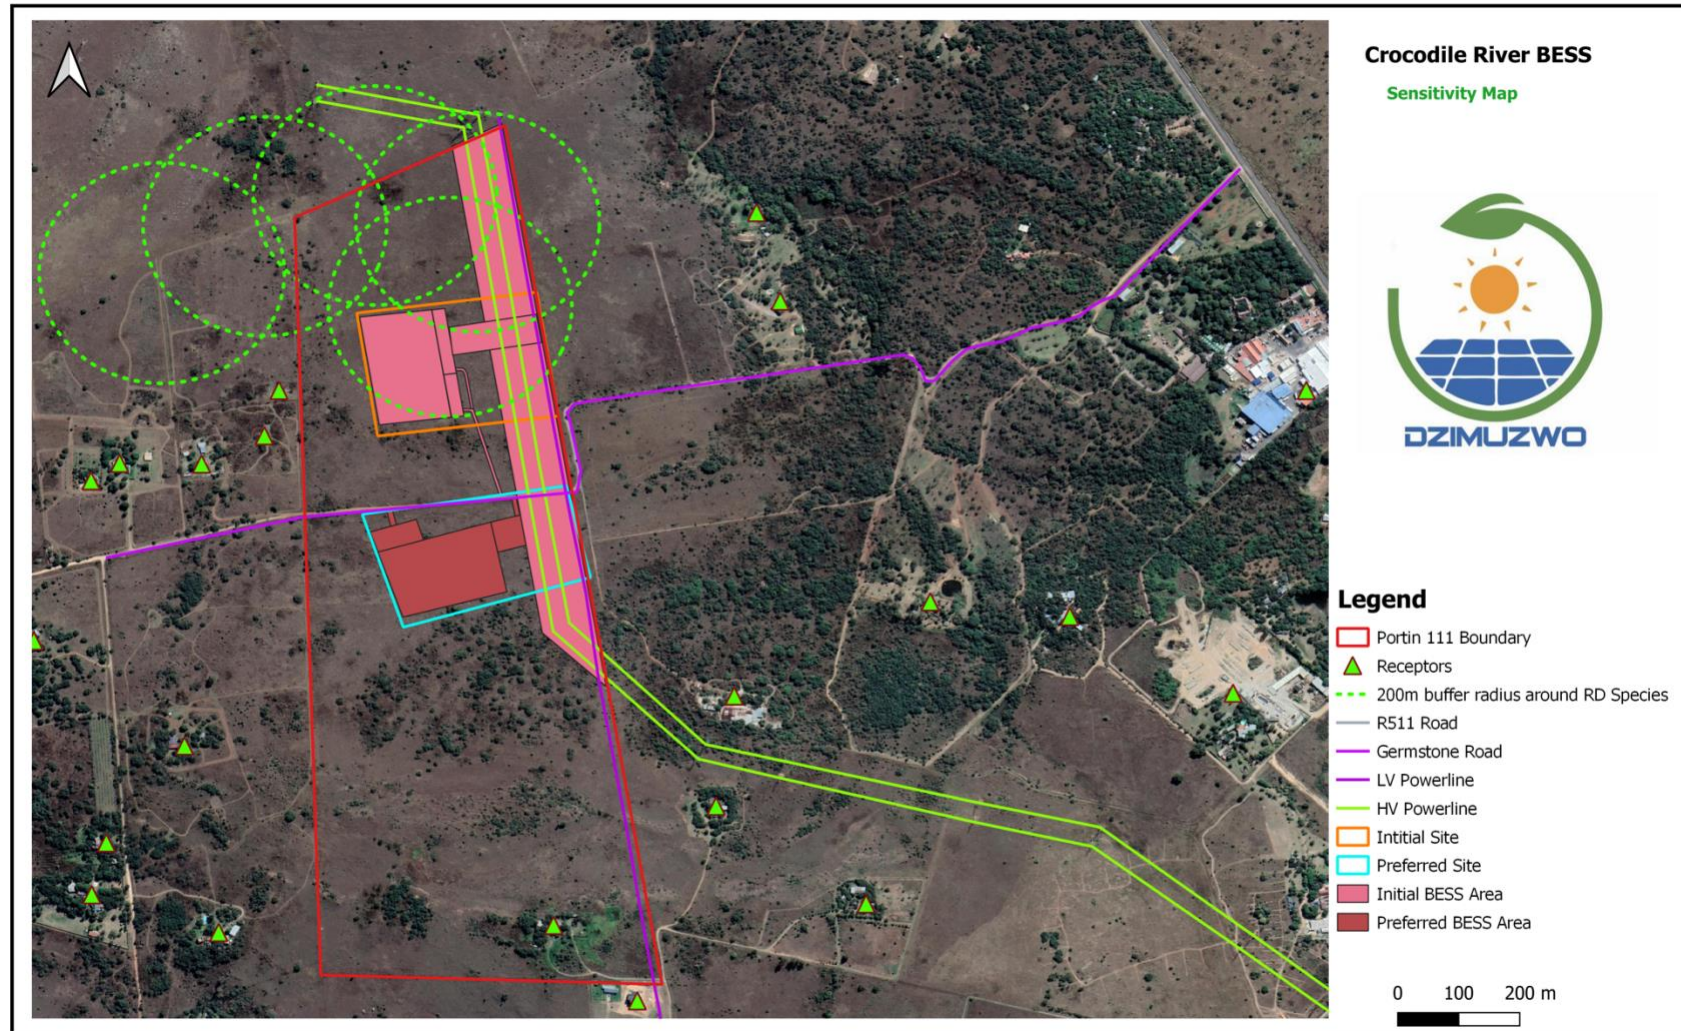 Crocodile River BESS
Sensitivity Map
DZIMUZWO
Legend
Portin 111 Boundary
Receptors
200m buffer radius around RD Species
R511 Road
Germstone Road
LV Powerline
HV Powerline
Intitial Site
Preferred Site
Initial BESS Area
Preferred BESS Area
0 100 200 m